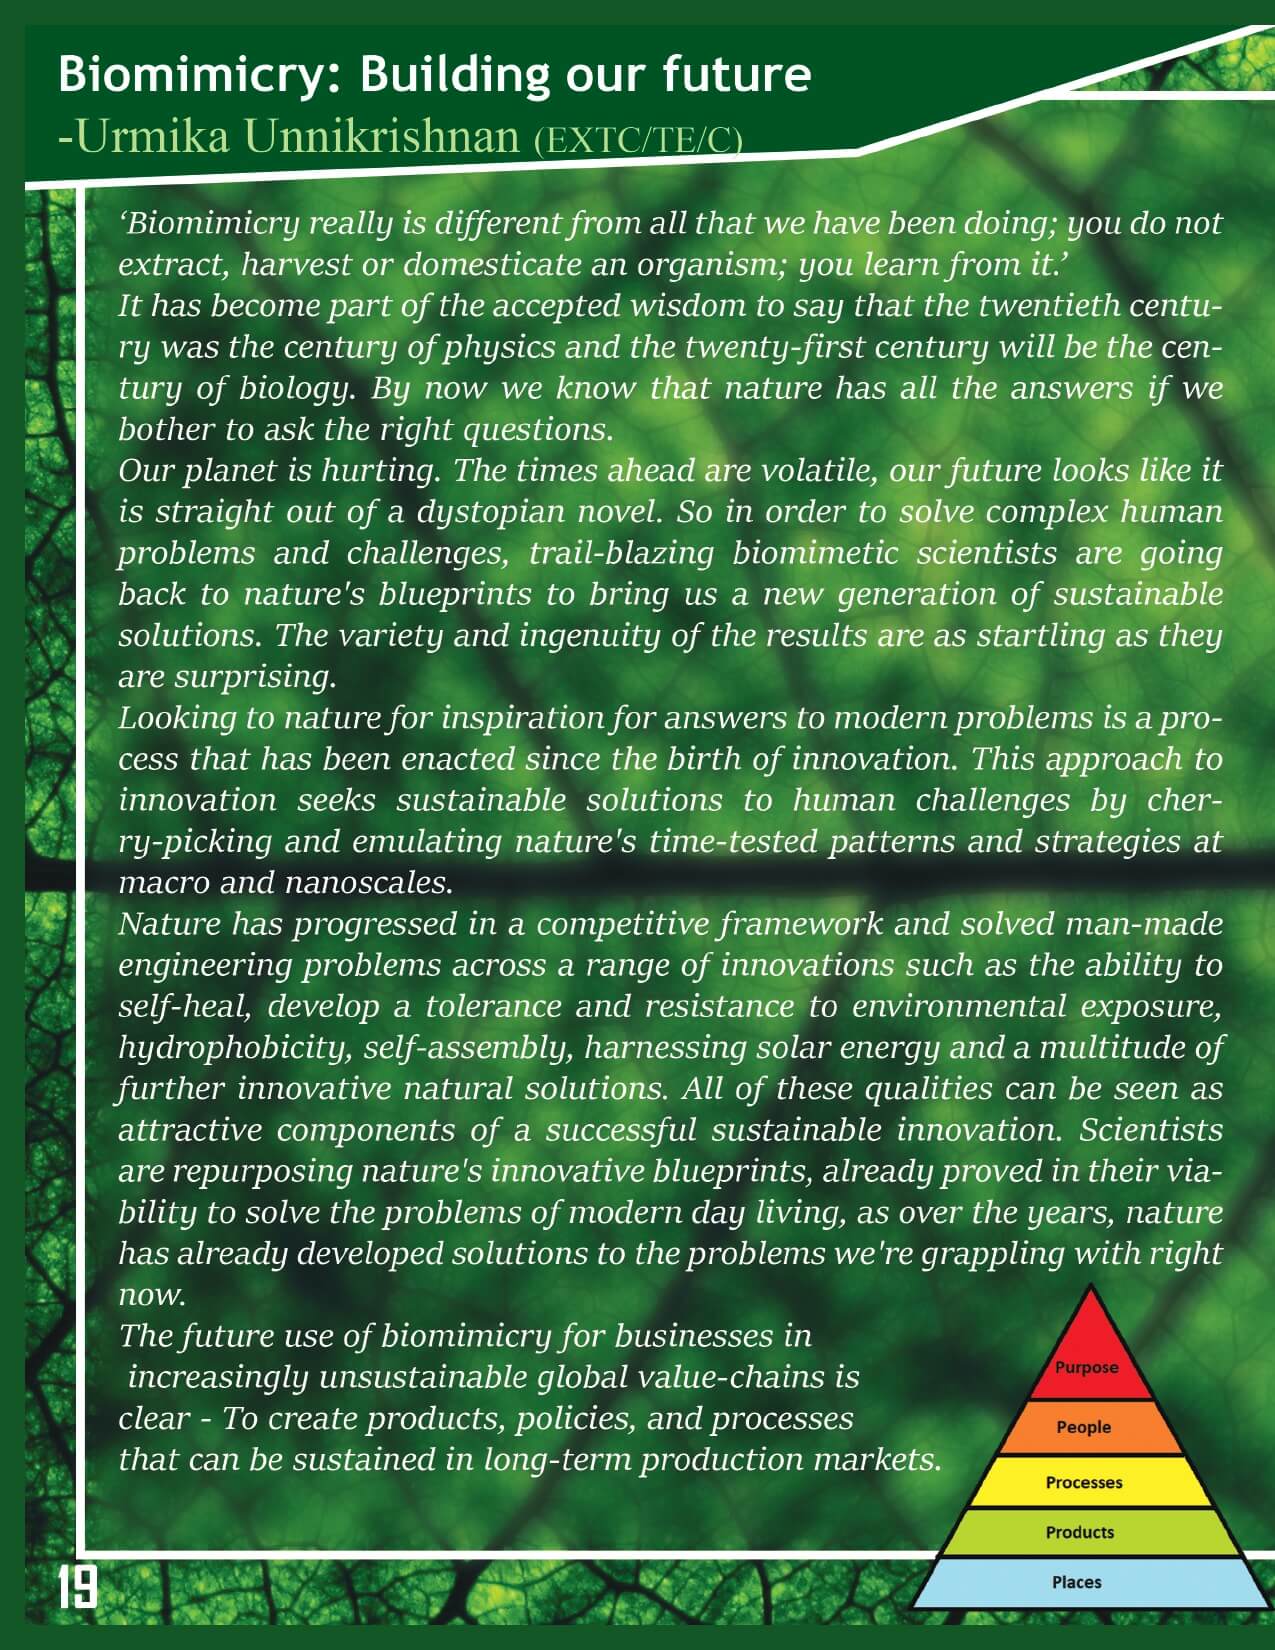 Biomimicry: Building our future
-Urmika Unnikrishnan (EXTC/TE/C)
‘Biomimicry really is different from all that we have been doing; you do not
extract, harvest or domesticate an organism; you learn from it.’
It has become part of the accepted wisdom to say that the twentieth centu-
ry was the century of physics and the twenty-first century will be the cen-
tury of biology. By now we know that nature has all the answers if we
bother to ask the right questions.
Our planet is hurting. The times ahead are volatile, our future looks like it
is straight out of a dystopian novel. So in order to solve complex human
problems and challenges, trail-blazing biomimetic scientists are going
back to nature's blueprints to bring us a new generation of sustainable
solutions. The variety and ingenuity of the results are as startling as they
are surprising.
Looking to nature for inspiration for answers to modern problems is a pro-
cess that has been enacted since the birth of innovation. This approach to
innovation seeks sustainable solutions to human challenges by cher-
ry-picking and emulating nature's time-tested patterns and strategies at
macro and nanoscales.
Nature has progressed in a competitive framework and solved man-made
engineering problems across a range of innovations such as the ability to
self-heal, develop a tolerance and resistance to environmental exposure,
hydrophobicity, self-assembly, harnessing solar energy and a multitude of
further innovative natural solutions. All of these qualities can be seen as
attractive components of a successful sustainable innovation. Scientists
are repurposing nature's innovative blueprints, already proved in their via-
bility to solve the problems of modern day living, as over the years, nature
has already developed solutions to the problems we're grappling with right
now.
The future use of biomimicry for businesses in
increasingly unsustainable global value-chains is
clear - To create products, policies, and processes
that can be sustained in long-term production markets.
Purpose
People
Processes
Products
Places
19